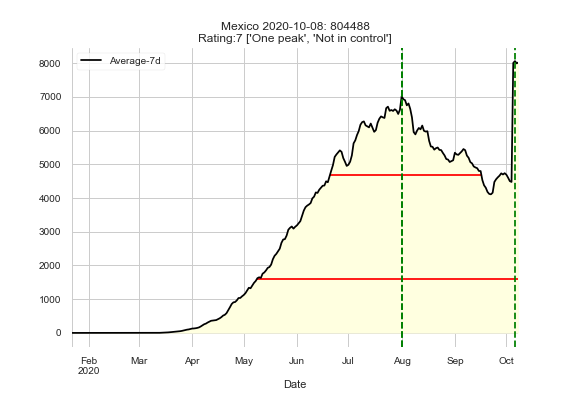 Mexico 2020-10-08: 804488
Rating:7 ['One peak', 'Not in control']
Average-7d
8000
7000
6000
5000
4000
3000
2000
1000
0
Feb Mar Apr May Jun Jul Aug Sep Oct
2020
Date